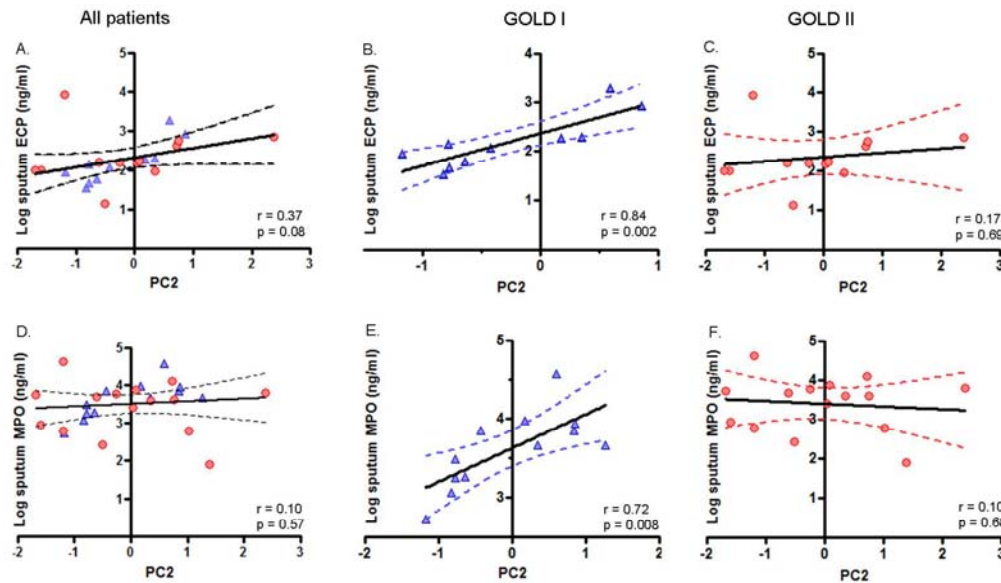 All patients
GOLD I
GOLD II
A.
Log sputum ECP (ng/ml)
5
4
3
2
1
-2
-1
0
1
2
3
PC2
r = 0.37
p = 0.08
B.
Log sputum ECP (ng/ml)
4
3
2
1
-1
0
1
PC2
r = 0.84
p = 0.002
C.
Log sputum ECP (ng/ml)
5
4
3
2
1
-2
-1
0
1
2
3
PC2
r = 0.17
p = 0.69
D.
Log sputum MPO (ng/ml)
5
4
3
2
1
-2
-1
0
1
2
3
PC2
r = 0.10
p = 0.57
E.
Log sputum MPO (ng/ml)
5
4
3
-2
-1
0
1
2
PC2
r = 0.72
p = 0.008
F.
Log sputum MPO (ng/ml)
5
4
3
2
1
-2
-1
0
1
2
3
PC2
r = 0.10
p = 0.68